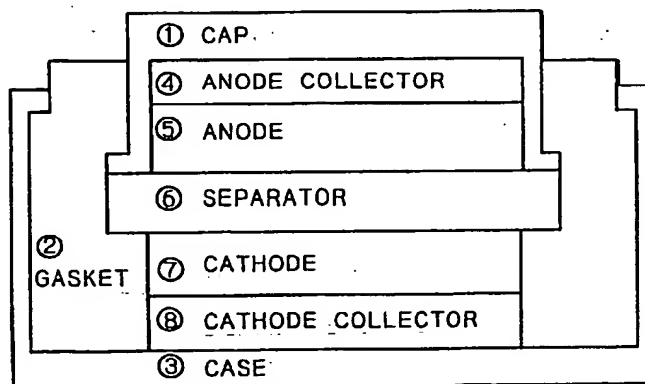 ① CAP
④ ANODE COLLECTOR
⑤ ANODE
⑥ SEPARATOR
②
GASKET
⑦ CATHODE
⑧ CATHODE COLLECTOR
③ CASE